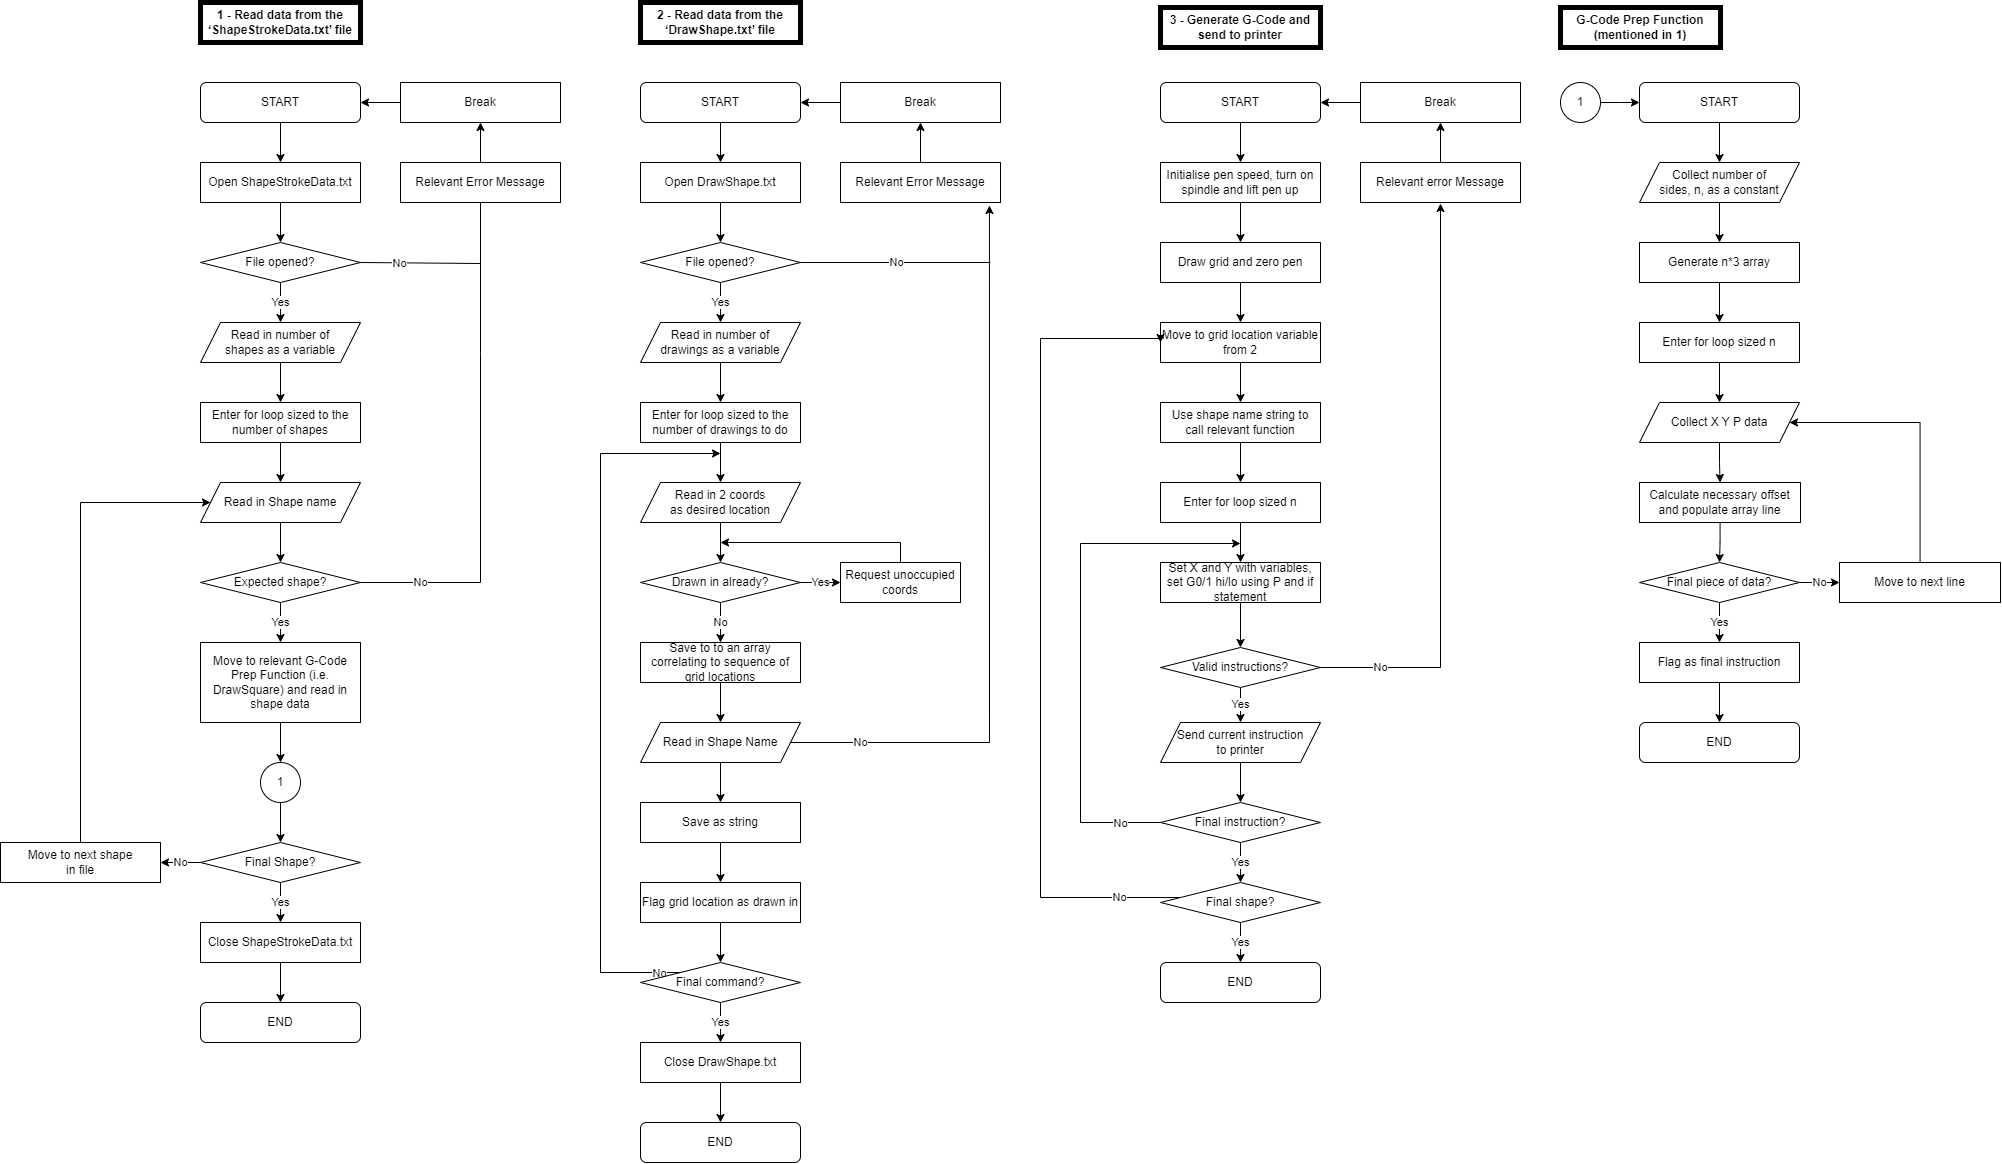 1 - Read data from the
‘ShapeStrokeData.txt’ file
START
Break
Open ShapeStrokeData.txt
Relevant Error Message
File opened?
No
Yes
Read in number of
shapes as a variable
Enter for loop sized to the
number of shapes
Read in Shape name
Expected shape?
No
Yes
Move to relevant G-Code
Prep Function (i.e.
DrawSquare) and read in
shape data
1
Final Shape?
No
Move to next shape
in file
Yes
Close ShapeStrokeData.txt
END
2 - Read data from the
‘DrawShape.txt’ file
START
Break
Open DrawShape.txt
Relevant Error Message
File opened?
No
Yes
Read in number of
drawings as a variable
Enter for loop sized to the
number of drawings to do
Read in 2 coords
as desired location
Drawn in already?
Yes
Request unoccupied
coords
No
Save to to an array
correlating to sequence of
grid locations
Read in Shape Name
No
Save as string
Flag grid location as drawn in
No
Final command?
Yes
Close DrawShape.txt
END
3 - Generate G-Code and
send to printer
START
Break
Initialise pen speed, turn on
spindle and lift pen up
Relevant error Message
Draw grid and zero pen
Move to grid location variable
from 2
Use shape name string to
call relevant function
Enter for loop sized n
Set X and Y with variables,
set G0/1 hi/lo using P and if
statement
Valid instructions?
No
Yes
Send current instruction
to printer
Final instruction?
No
Yes
Final shape?
No
Yes
END
G-Code Prep Function
(mentioned in 1)
1
START
Collect number of
sides, n, as a constant
Generate n*3 array
Enter for loop sized n
Collect X Y P data
Calculate necessary offset
and populate array line
Final piece of data?
No
Move to next line
Yes
Flag as final instruction
END